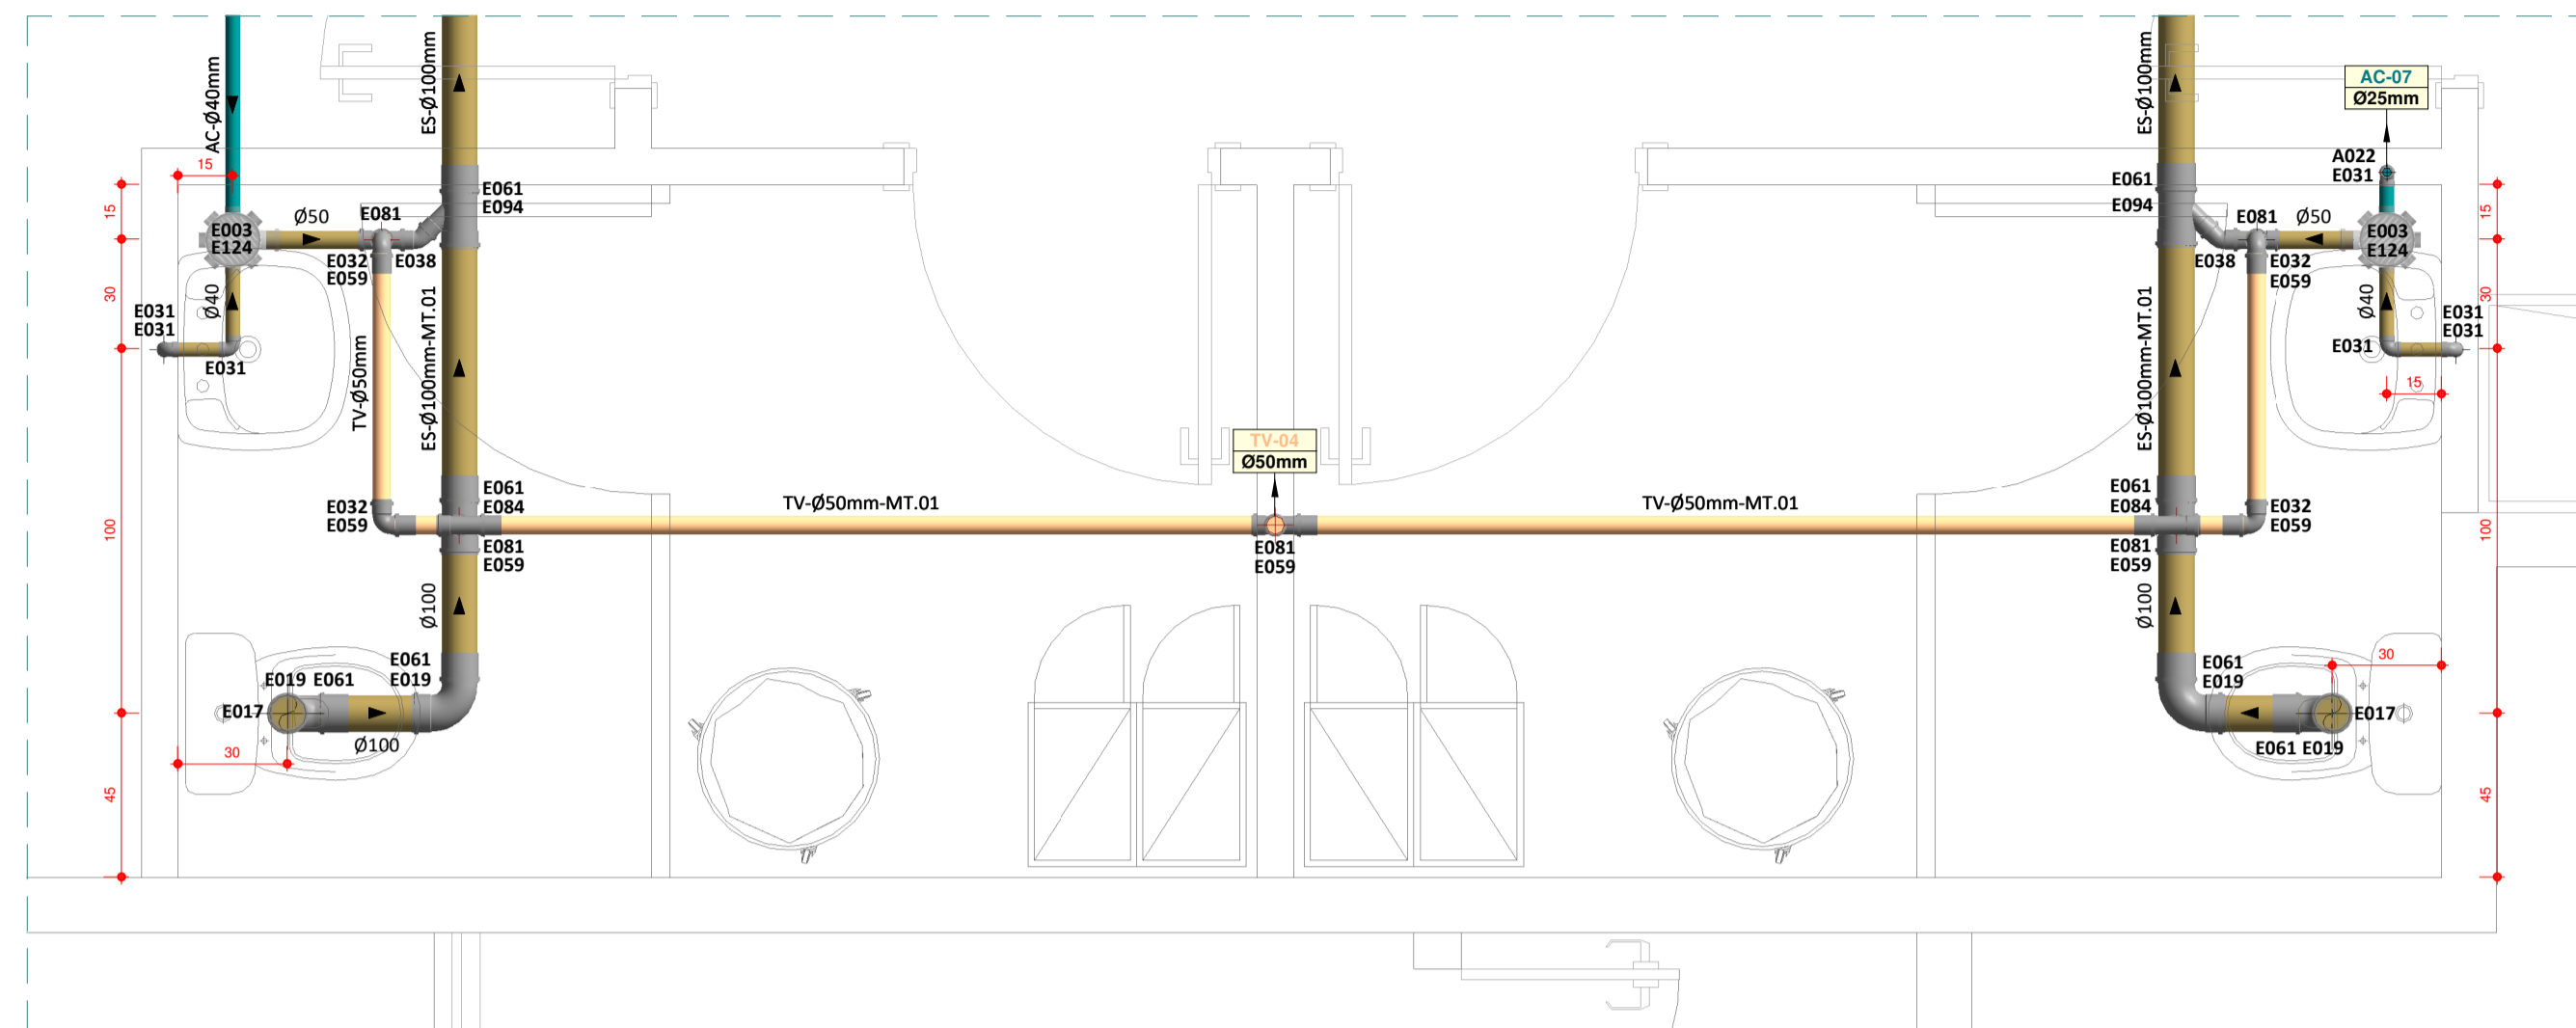 AC-Ø40mm
ES-Ø100mm
ES-Ø100mm
AC-07
Ø25mm
15
A022
E031
E061
E094
E061
E094
15
Ø50
E081
E003
E124
E032
E059
E038
E081
Ø50
E003
E124
E038
E032
E059
15
30
Ø40
E031
E031
E031
TV-Ø50mm
ES-Ø100mm-MT.01
ES-Ø100mm-MT.01
Ø40
E031
E031
E031
30
15
TV-04
Ø50mm
E061
E084
E032
E059
E081
E059
TV-Ø50mm-MT.01
TV-Ø50mm-MT.01
E081
E059
E061
E084
E081
E059
E032
E059
100
100
Ø100
Ø100
E061
E019
E019
E061
E017
Ø100
30
45
E061
E019
30
E017
E061 E019
45